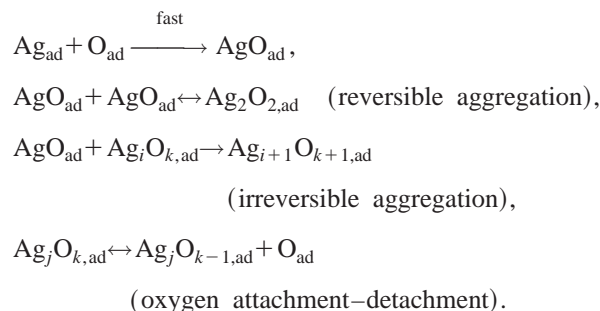 fast
Ag_ad + O_ad ⟶ AgO_ad,
AgO_ad + AgO_ad ↔ Ag_2O_2,ad (reversible aggregation),
AgO_ad + Ag_iO_k,ad → Ag_i+1O_k+1,ad
(irreversible aggregation),
Ag_jO_k,ad ↔ Ag_jO_k−1,ad + O_ad
(oxygen attachment–detachment).